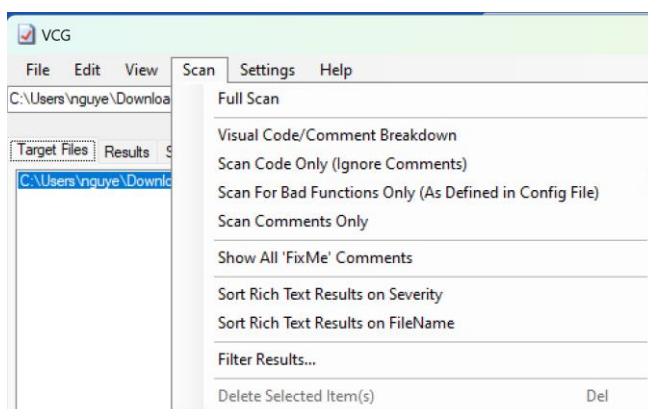 VCG
File Edit View Scan Settings Help
C:\Users\nguye\Downloa
Full Scan
Visual Code/Comment Breakdown
Target Files Results S
Scan Code Only (Ignore Comments)
C:\Users\nguye\Downlo
Scan For Bad Functions Only (As Defined in Config File)
Scan Comments Only
Show All 'FixMe' Comments
Sort Rich Text Results on Severity
Sort Rich Text Results on FileName
Filter Results...
Delete Selected Item(s) Del